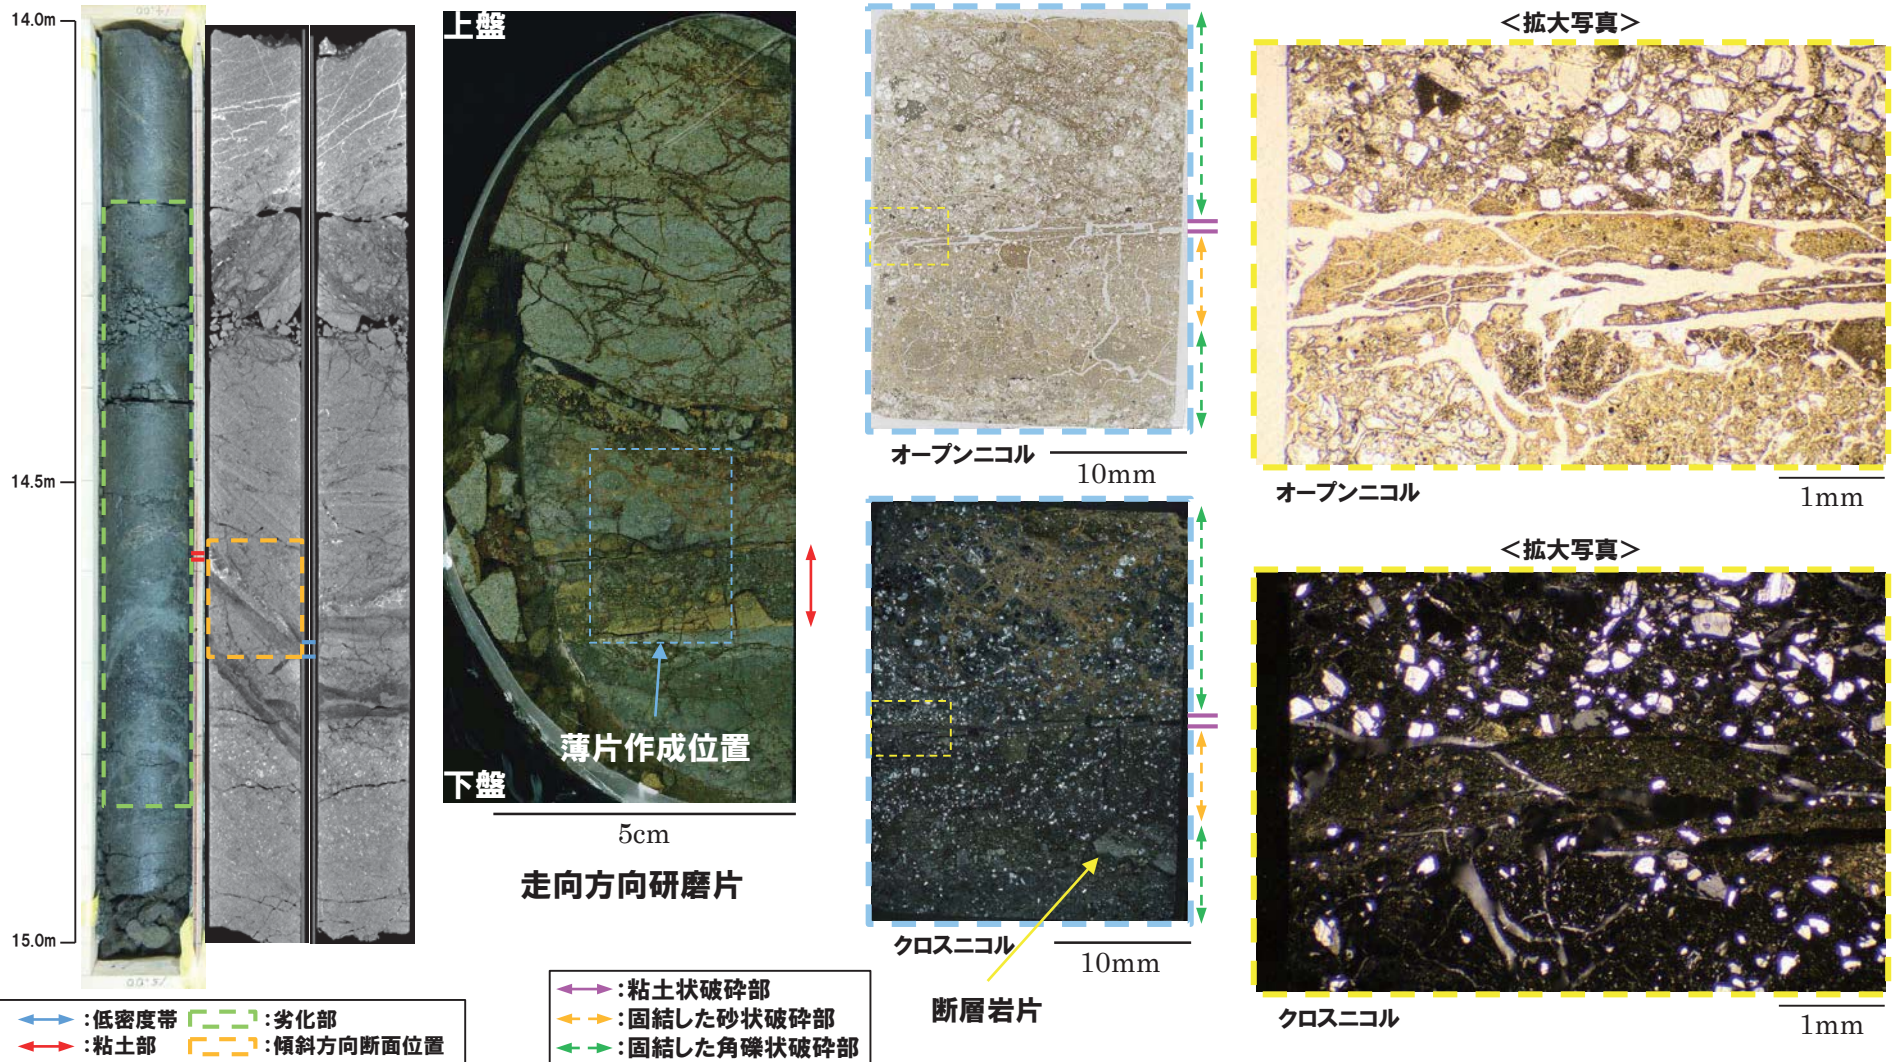 14.0m
14.5m
15.0m
14.00
15.00
上盤
下盤
薄片作成位置
5cm
走向方向研磨片
オープンニコル
10mm
クロスニコル
10mm
断層岩片
<拡大写真>
オープンニコル
1mm
<拡大写真>
クロスニコル
1mm
:低密度帯
:劣化部
:粘土部
:傾斜方向断面位置
:粘土状破砕部
:固結した砂状破砕部
:固結した角礫状破砕部